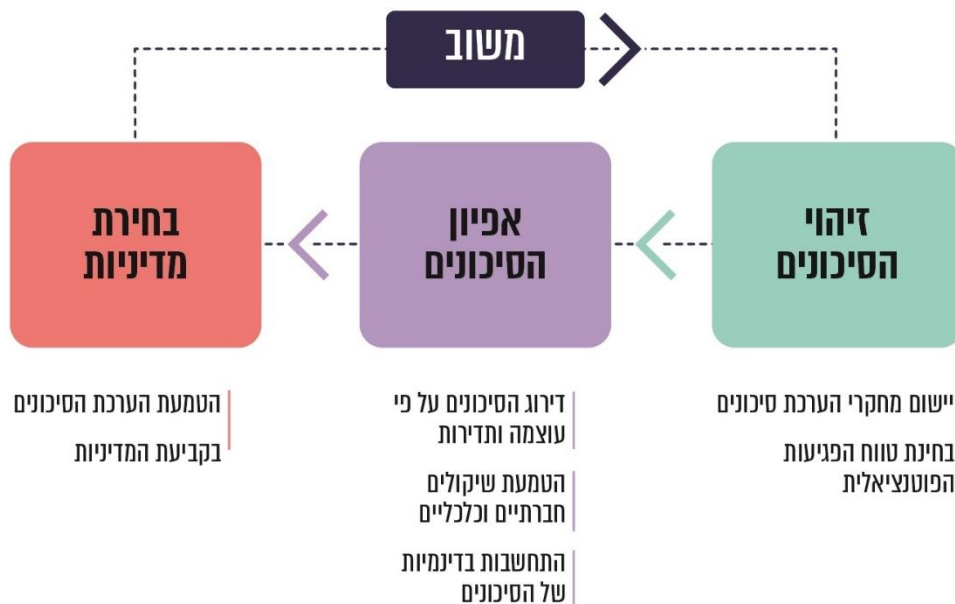 משוב
זיהוי
הסיכונים
אפיון
הסיכונים
בחירת
מדיניות
יישום מחקרי הערכת סיכונים
בחינת טווח הפגיעות
הפוטנציאלית
דירוג הסיכונים על פי
עוצמה ותדירות
הטמעת שיקולים
חברתיים וכלכליים
התחשבות בדינמיות
של הסיכונים
הטמעת הערכת הסיכונים
בקביעת המדיניות